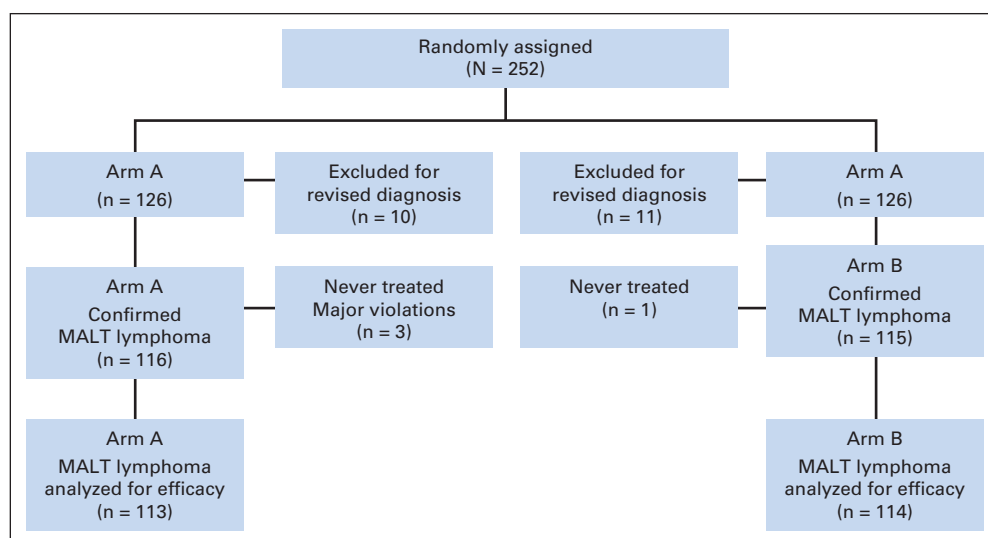 Randomly assigned
(N = 252)
Arm A
(n = 126)
Excluded for
revised diagnosis
(n = 10)
Excluded for
revised diagnosis
(n = 11)
Arm A
(n = 126)
Arm A
Confirmed
MALT lymphoma
(n = 116)
Never treated
Major violations
(n = 3)
Never treated
(n = 1)
Arm B
Confirmed
MALT lymphoma
(n = 115)
Arm A
MALT lymphoma
analyzed for efficacy
(n = 113)
Arm B
MALT lymphoma
analyzed for efficacy
(n = 114)